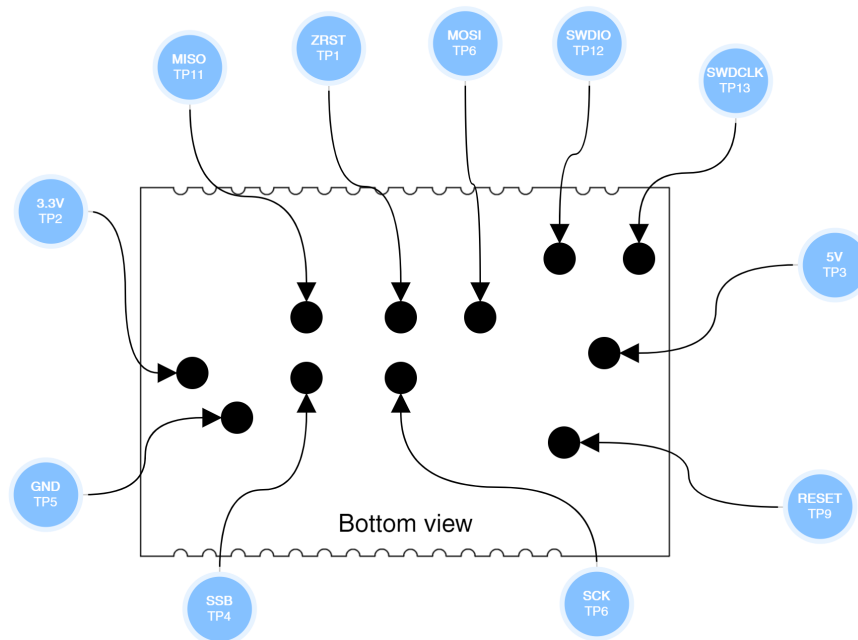 MISO
TP11
ZRST
TP1
MOSI
TP6
SWDIO
TP12
SWDCLK
TP13
3.3V
TP2
5V
TP3
GND
TP5
RESET
TP9
Bottom view
SSB
TP4
SCK
TP6